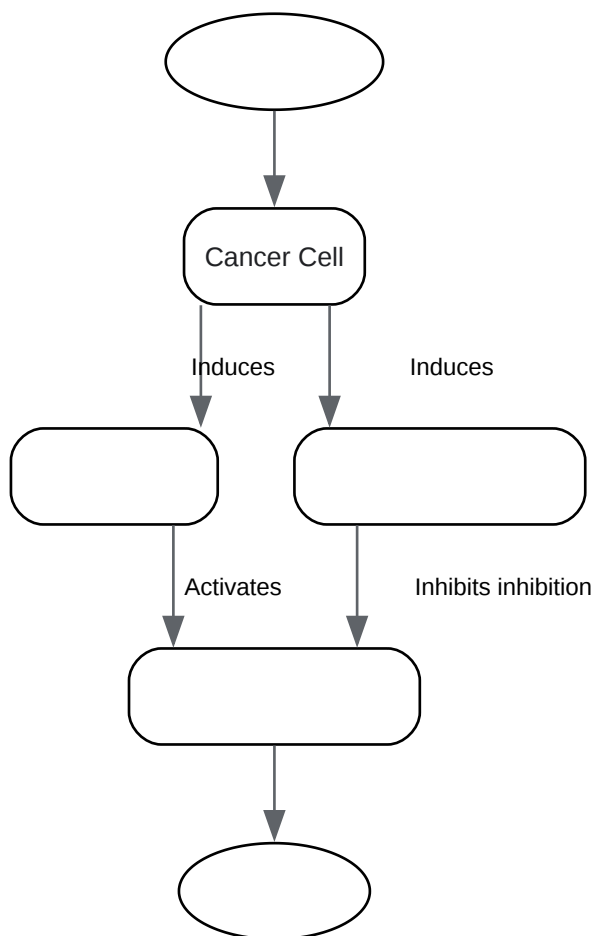 Cancer Cell
Induces
Induces
Activates
Inhibits inhibition